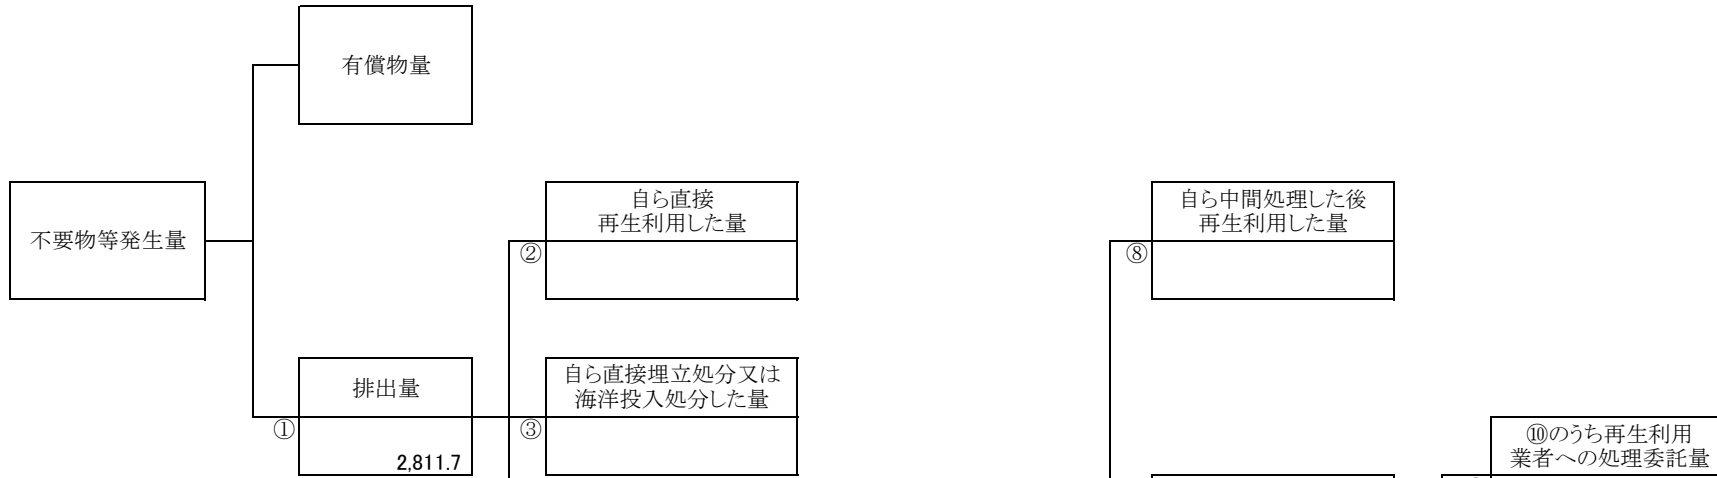 有償物量
不要物等発生量
自ら直接
再生利用した量
②
自ら中間処理した後
再生利用した量
⑧
排出量
①
2,811.7
自ら直接埋立処分又は
海洋投入処分した量
③
⑩のうち再生利用
業者への処理委託量